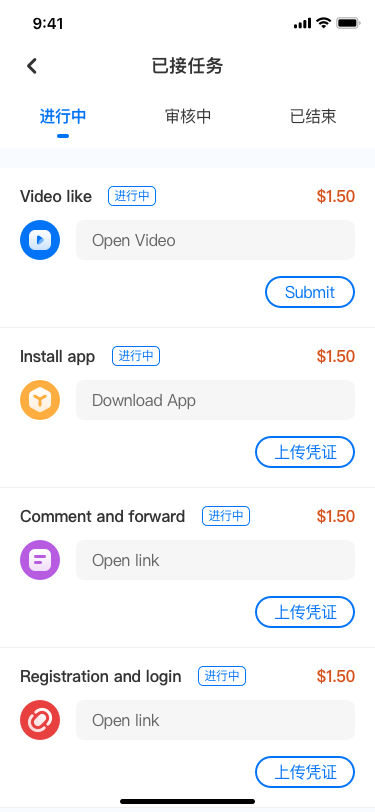 9:41
已接任务
进行中 审核中 已结束
Video like 进行中 $1.50
Open Video
Submit
Install app 进行中 $1.50
Download App
上传凭证
Comment and forward 进行中 $1.50
Open link
上传凭证
Registration and login 进行中 $1.50
Open link
上传凭证